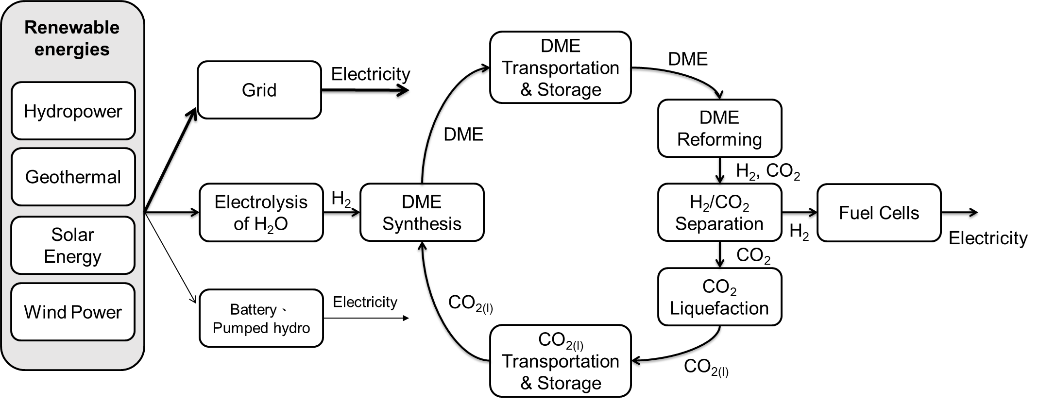 Renewable
energies
Hydropower
Geothermal
Solar
Energy
Wind Power
Grid
Electricity
Electrolysis
of H₂O
H₂
Battery、
Pumped hydro
Electricity
DME
Synthesis
DME
DME
Transportation
& Storage
DME
DME
Reforming
H₂, CO₂
H₂/CO₂
Separation
H₂
Fuel Cells
Electricity
CO₂
CO₂
Liquefaction
CO₂₍ₗ₎
CO₂₍ₗ₎
Transportation
& Storage
CO₂₍ₗ₎